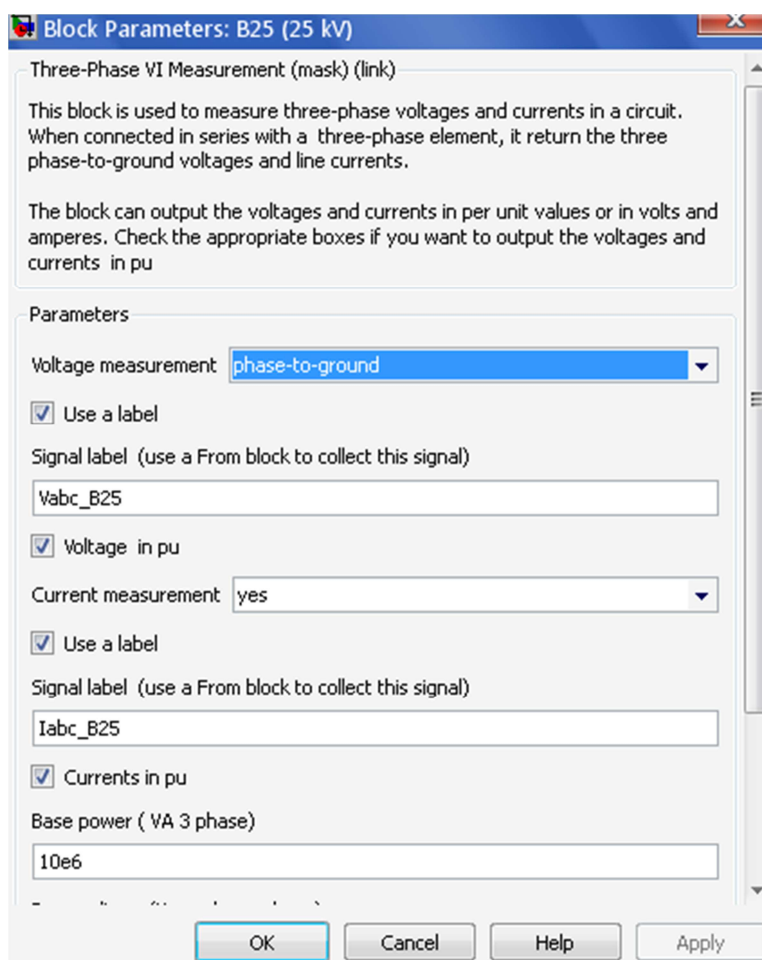 Block Parameters: B25 (25 kV)
Three-Phase VI Measurement (mask) (link)
This block is used to measure three-phase voltages and currents in a circuit.
When connected in series with a three-phase element, it return the three
phase-to-ground voltages and line currents.
The block can output the voltages and currents in per unit values or in volts and
amperes. Check the appropriate boxes if you want to output the voltages and
currents in pu
Parameters
Voltage measurement phase-to-ground
Use a label
Signal label (use a From block to collect this signal)
Vabc_B25
Voltage in pu
Current measurement yes
Use a label
Signal label (use a From block to collect this signal)
Iabc_B25
Currents in pu
Base power ( VA 3 phase)
10e6
OK Cancel Help Apply